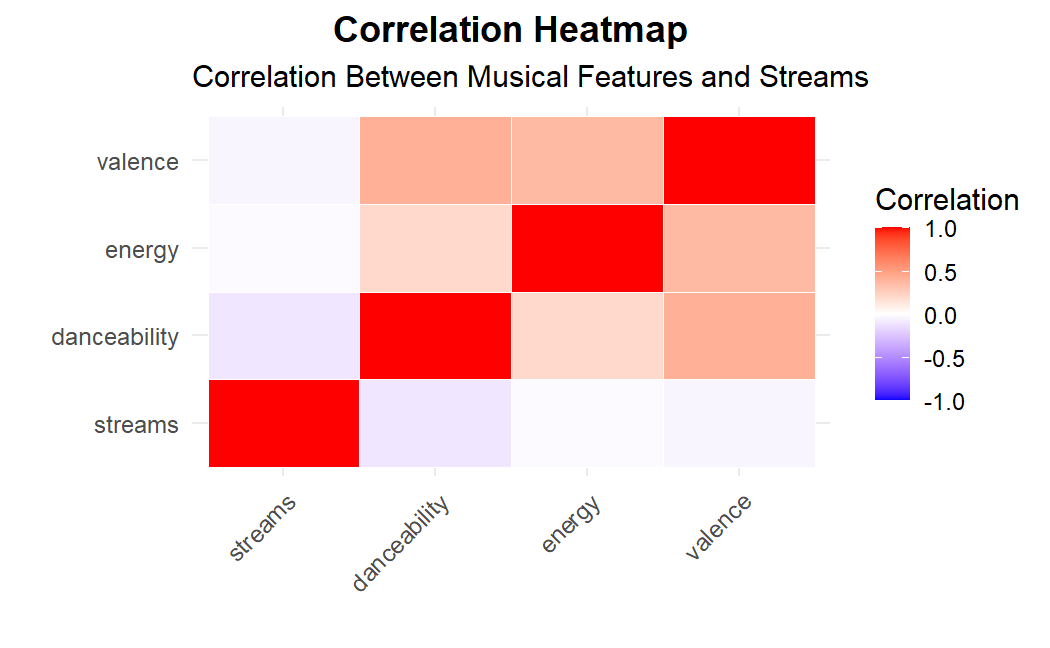 Correlation Heatmap
Correlation Between Musical Features and Streams
valence
energy
danceability
streams
streams
danceability
energy
valence
Correlation
1.0
0.5
0.0
-0.5
-1.0